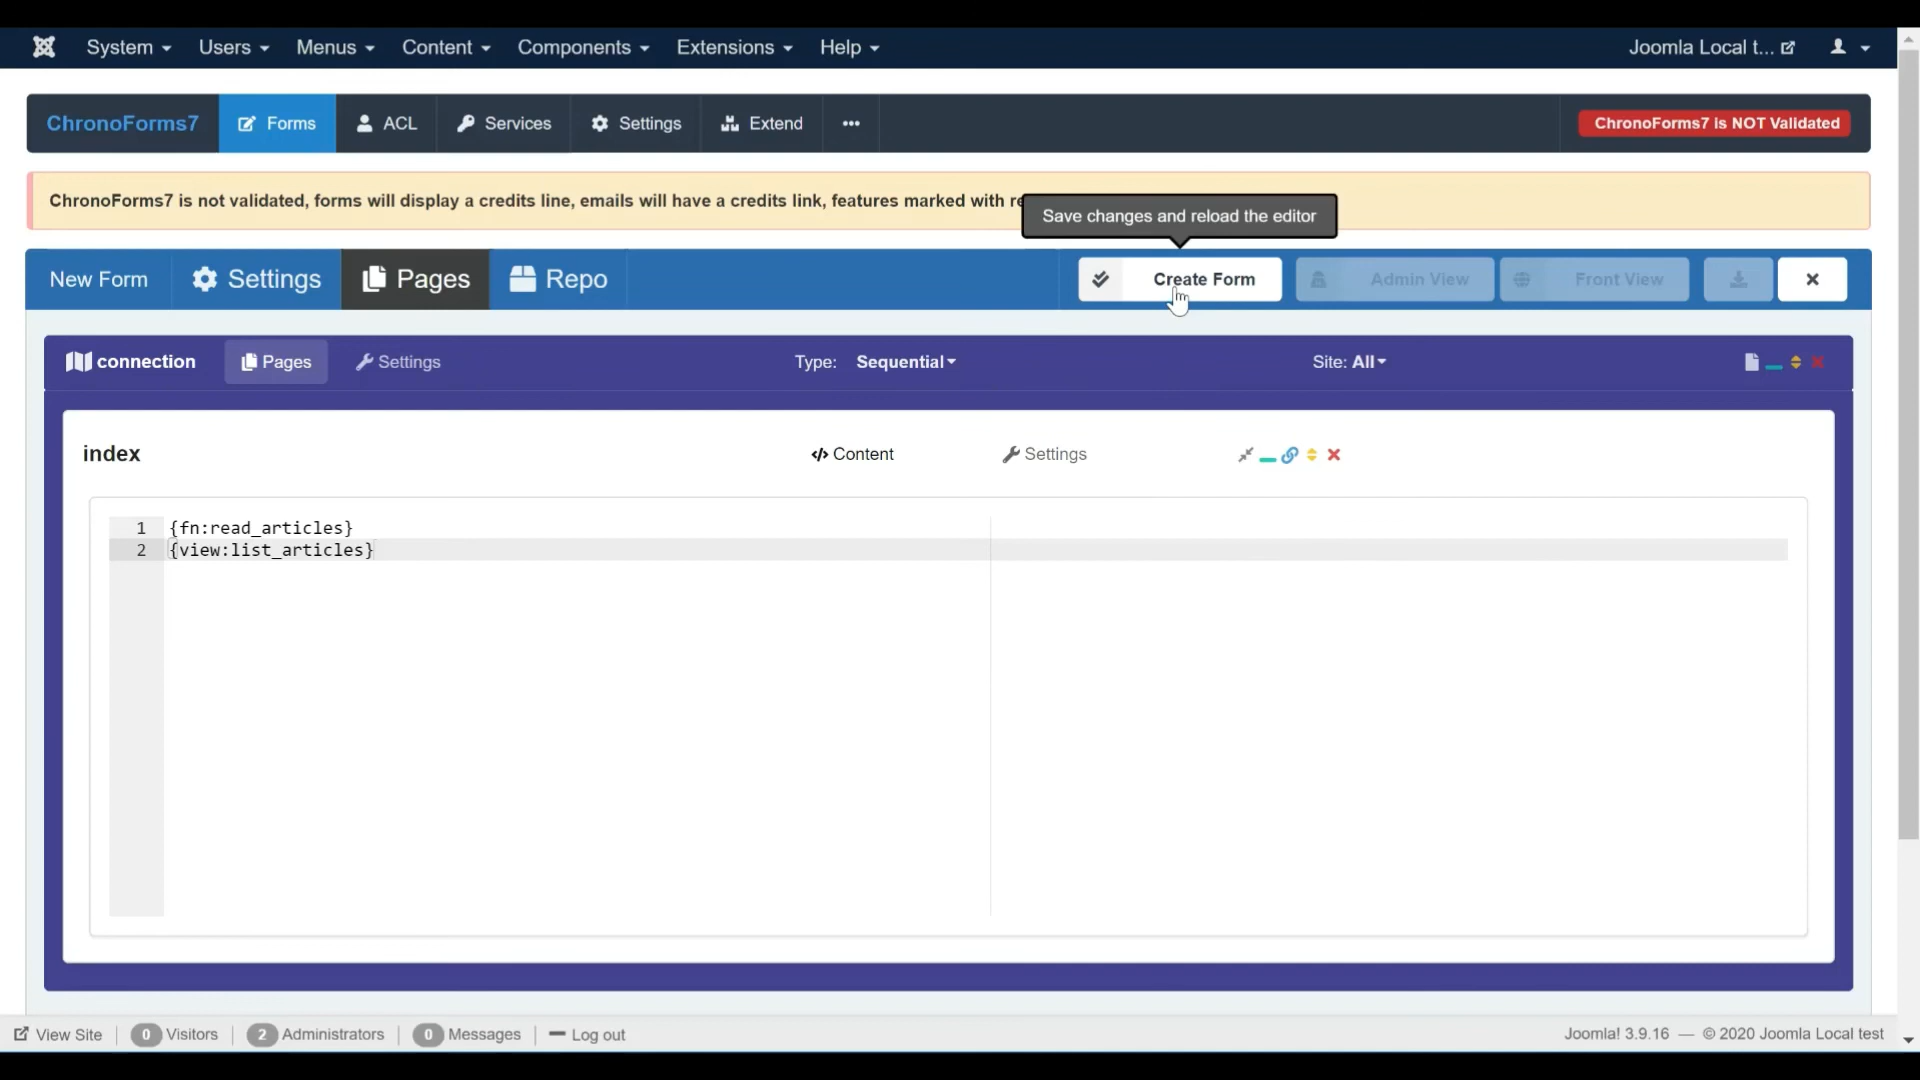 System Users Menus Content Components Extensions Help Joomla Local t...
ChronoForms7 Forms ACL Services Settings Extend ••• ChronoForms7 is NOT Validated
ChronoForms7 is not validated, forms will display a credits line, emails will have a credits link, features marked with re
Save changes and reload the editor
New Form Settings Pages Repo Create Form Admin View Front View
connection Pages Settings Type: Sequential Site: All
index Content Settings
1 {fn:read_articles}
2 {view:list_articles}
View Site 0 Visitors 2 Administrators 0 Messages Log out Joomla! 3.9.16 — © 2020 Joomla Local test